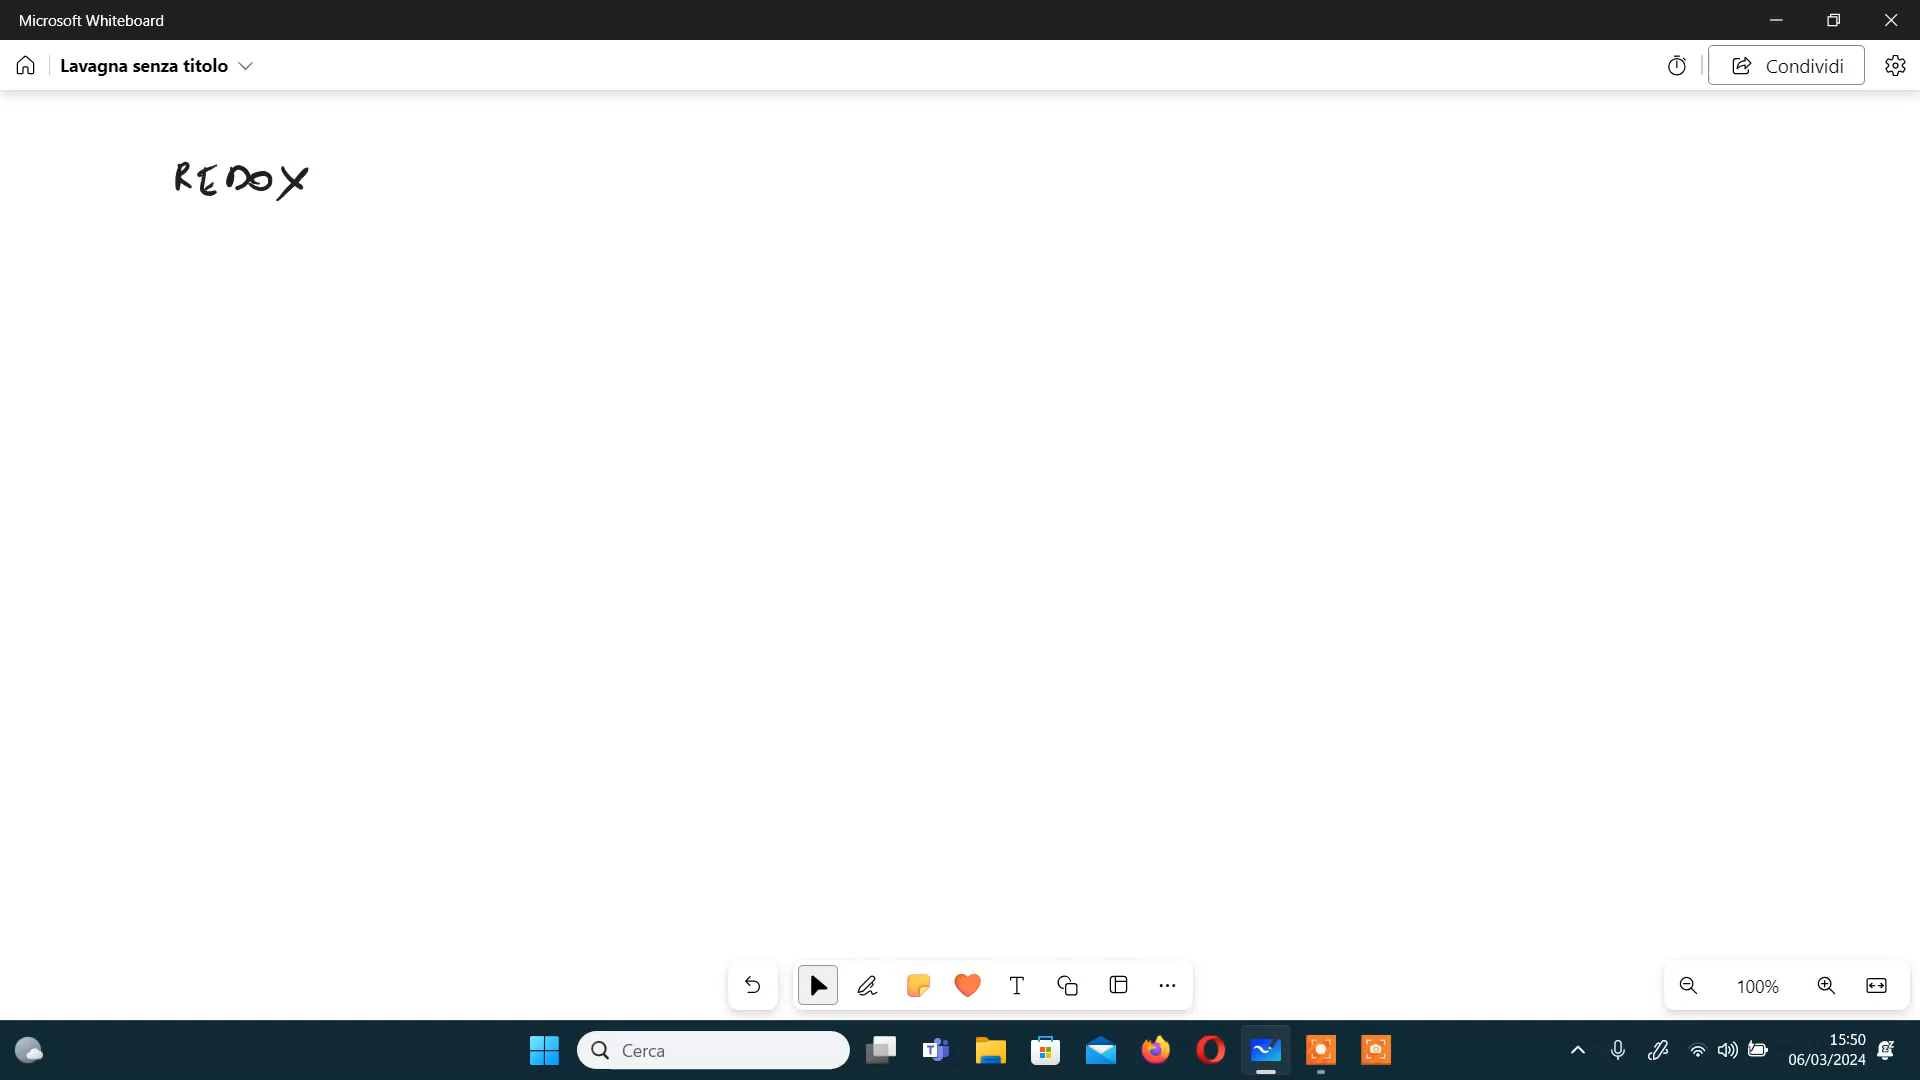 Microsoft Whiteboard
Lavagna senza titolo
Condividi
REDOX
100%
Cerca
15:50
06/03/2024